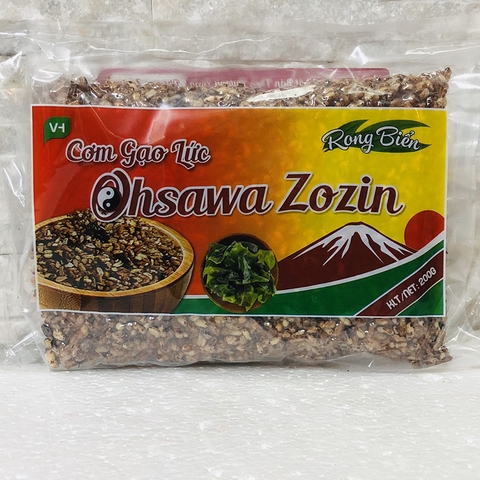 VH
Cơm Gạo Lức
Rong Biển
Ohsawa Zozin
KLT/NET: 200G